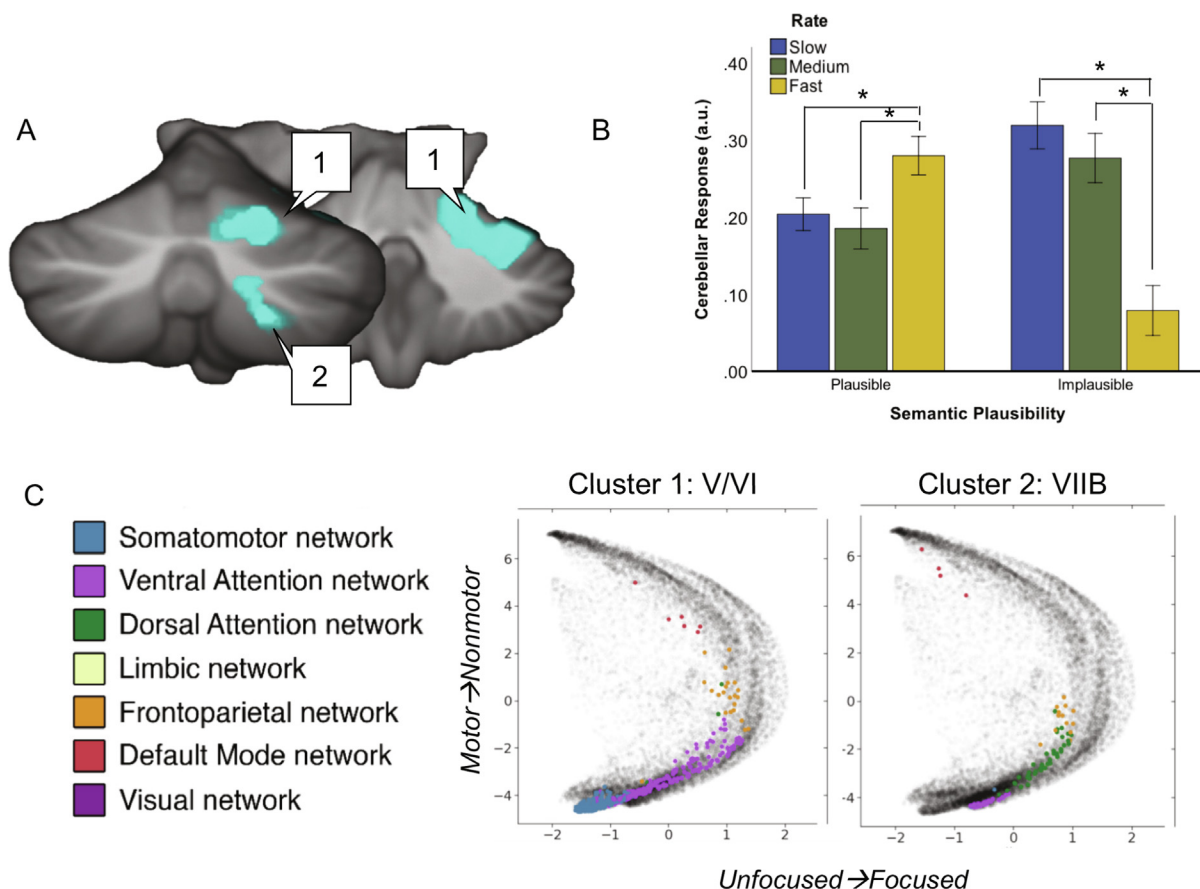 A
1
1
2
B
Rate
Slow
Medium
Fast
Cerebellar Response (a.u.)
.40
.30
.20
.10
.00
*
*
*
*
Plausible
Implausible
Semantic Plausibility
C
Somatomotor network
Ventral Attention network
Dorsal Attention network
Limbic network
Frontoparietal network
Default Mode network
Visual network
Motor→Nonmotor
Cluster 1: V/VI
6
4
2
0
-2
-4
−2
−1
0
1
2
Cluster 2: VIIB
6
4
2
0
-2
-4
−2
−1
0
1
2
Unfocused→Focused